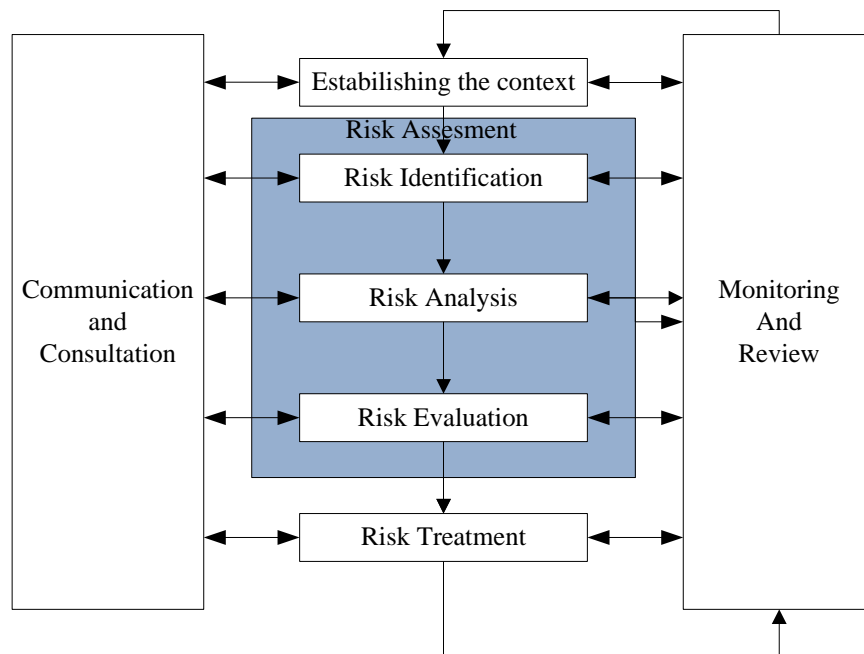 Estabilishing the context
Risk Assesment
Risk Identification
Risk Analysis
Risk Evaluation
Risk Treatment
Communication
and
Consultation
Monitoring
And
Review